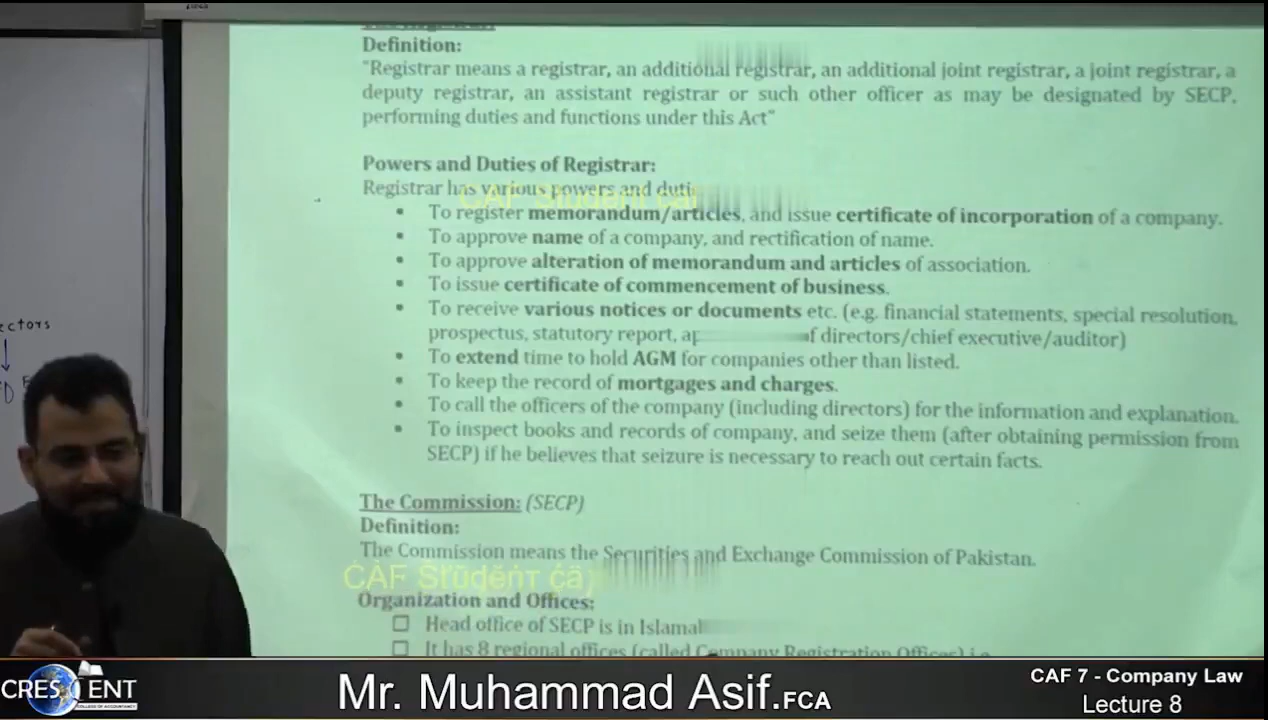 Definition:
"Registrar means a registrar, an additional registrar, an additional joint registrar, a joint registrar, a
deputy registrar, an assistant registrar or such other officer as may be designated by SECP,
performing duties and functions under this Act"
Powers and Duties of Registrar:
Registrar has various powers and duti
• To register memorandum/articles, and issue certificate of incorporation of a company.
• To approve name of a company, and rectification of name.
• To approve alteration of memorandum and articles of association.
• To issue certificate of commencement of business.
• To receive various notices or documents etc. (e.g. financial statements, special resolution,
prospectus, statutory report, ap f directors/chief executive/auditor)
• To extend time to hold AGM for companies other than listed.
• To keep the record of mortgages and charges.
• To call the officers of the company (including directors) for the information and explanation.
• To inspect books and records of company, and seize them (after obtaining permission from
SECP) if he believes that seizure is necessary to reach out certain facts.
The Commission: (SECP)
Definition:
The Commission means the Securities and Exchange Commission of Pakistan.
Organization and Offices:
☐ Head office of SECP is in Islamal
☐ It has 8 regional offices (called Company Registration Offices) i.e.
ectors
CRESCENT
COLLEGE OF ACCOUNTANCY
Mr. Muhammad Asif.FCA
CAF 7 - Company Law
Lecture 8